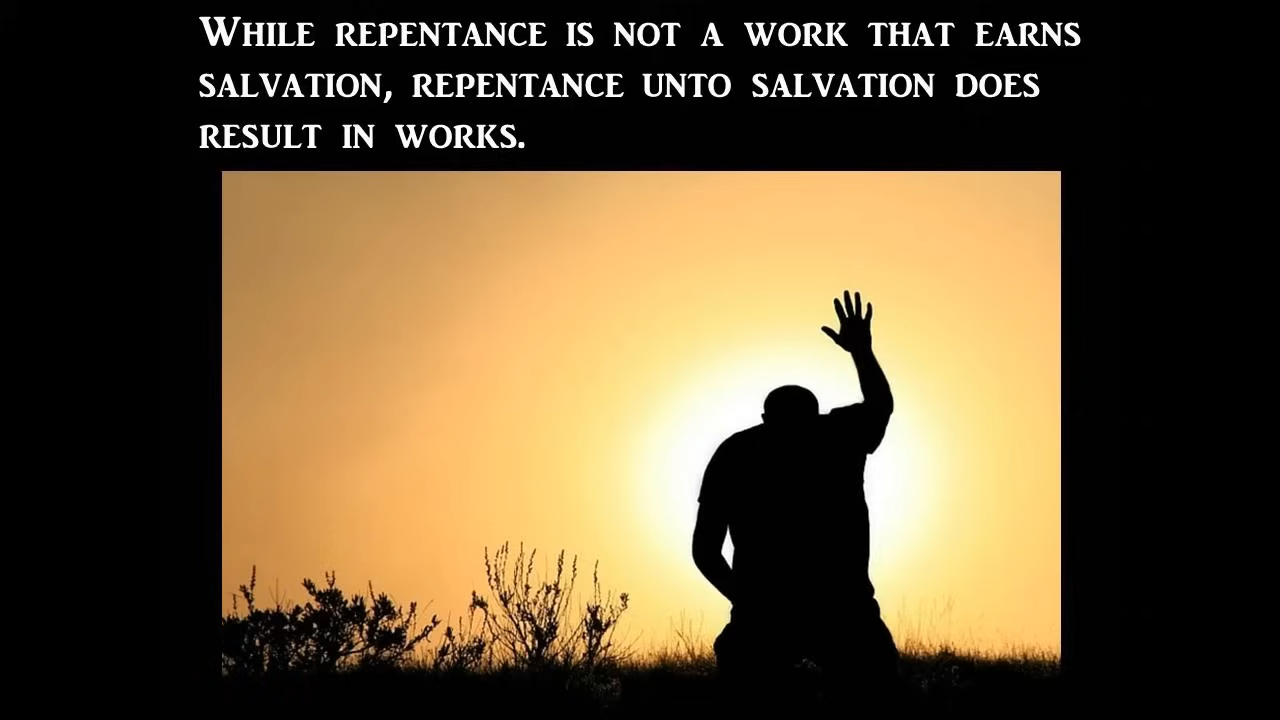 While repentance is not a work that earns
salvation, repentance unto salvation does
result in works.